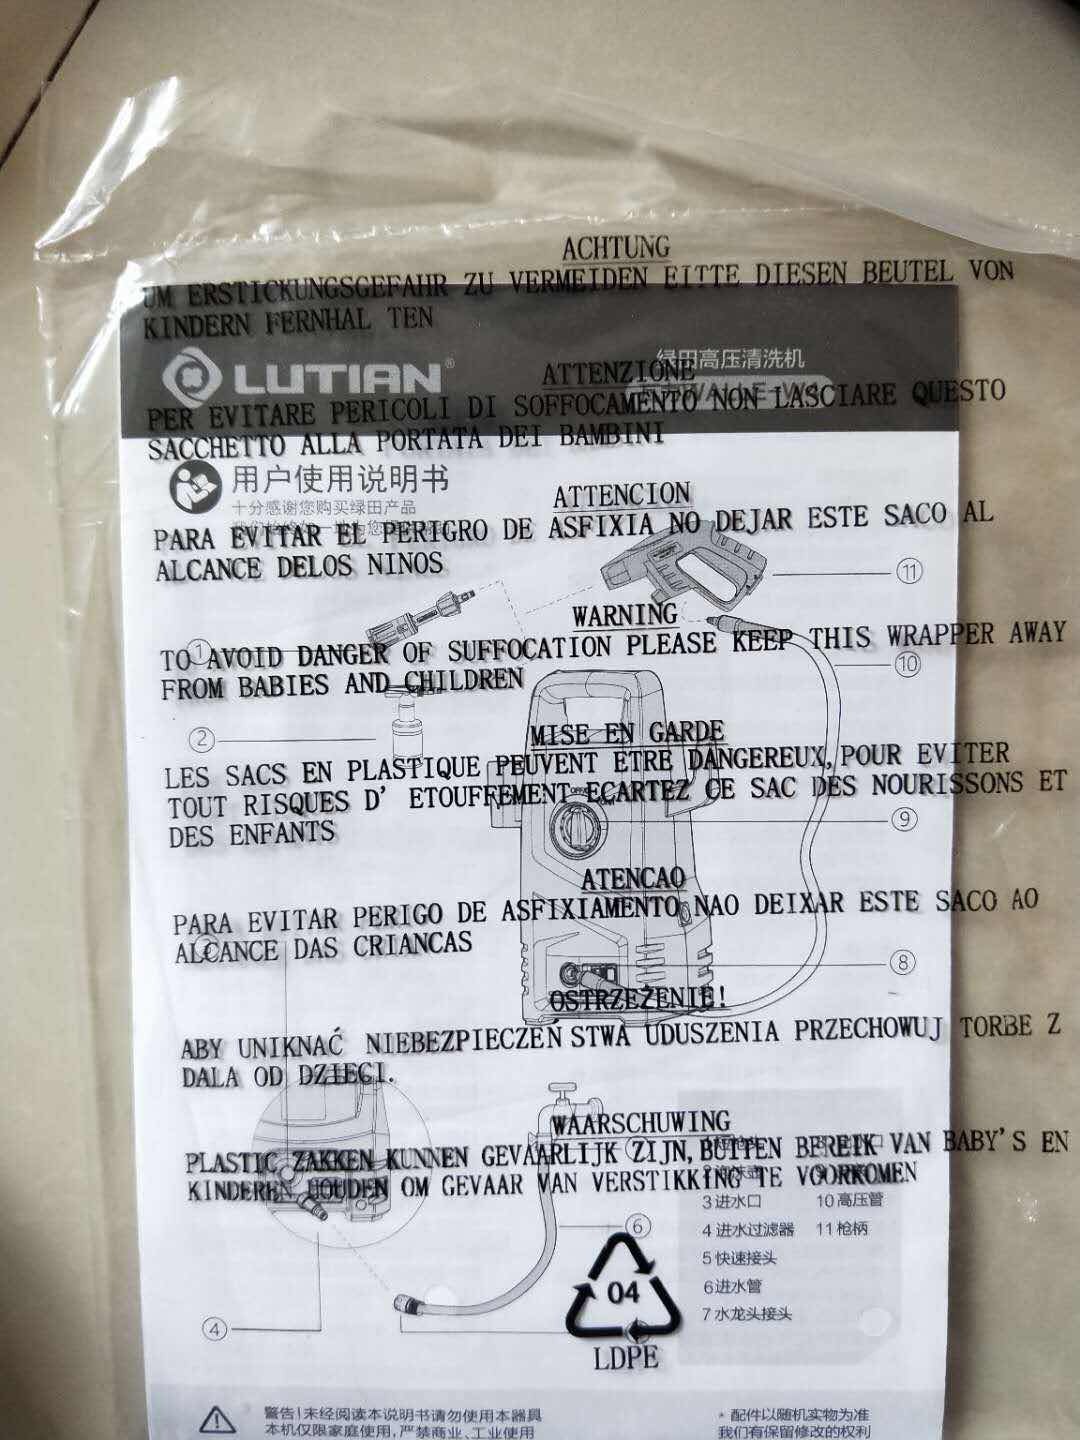 ACHTUNG
UM ERSTICKUNGSGEFAHR ZU VERMEIDEN EITTE DIESEN BEUTEL VON
KINDERN FERNHAL TEN
绿田高压清洗机
LUTIAN®
ATTENZIONE
WALL-E-W
PER EVITARE PERICOLI DI SOFFOCAMENTO NON LASCIARE QUESTO
SACCHETTO ALLA PORTATA DEI BAMBINI
用户使用说明书
十分感谢您购买绿田产品
ATTENCION
PARA EVITAR EL PERIGRO DE ASFIXIA NO DEJAR ESTE SACO AL
ALCANCE DELOS NINOS
11
WARNING
1
TO AVOID DANGER OF SUFFOCATION PLEASE KEEP THIS WRAPPER AWAY
10
FROM BABIES AND CHILDREN
2
MISE EN GARDE
LES SACS EN PLASTIQUE PEUVENT ETRE DANGEREUX, POUR EVITER
TOUT RISQUES D' ETOUFFEMENT ECARTEZ CE SAC DES NOURISSONS ET
9
DES ENFANTS
ATENCAO
PARA EVITAR PERIGO DE ASFIXIAMENTO NAO DEIXAR ESTE SACO AO
ALCANCE DAS CRIANCAS
8
OSTRZEŻENIE!
ABY UNIKNAĆ NIEBEZPIECZEŃSTWA UDUSZENIA PRZECHOWUJ TORBE Z
DALA OD DZIECI.
WAARSCHUWING
PLASTIC ZAKKEN KUNNEN GEVAARLIJK ZIJN, BUITEN BEREIK VAN BABY'S EN
KINDEREN HOUDEN OM GEVAAR VAN VERSTIKKING TE VOORKOMEN
3 进水口 10 高压管
4 进水过滤器 11 枪柄
6
5 快速接头
6 进水管
04
7 水龙头接头
4
LDPE
警告!未经阅读本说明书请勿使用本器具
本机仅限家庭使用,严禁商业、工业使用
* 配件以随机实物为准
我们有保留修改的权利